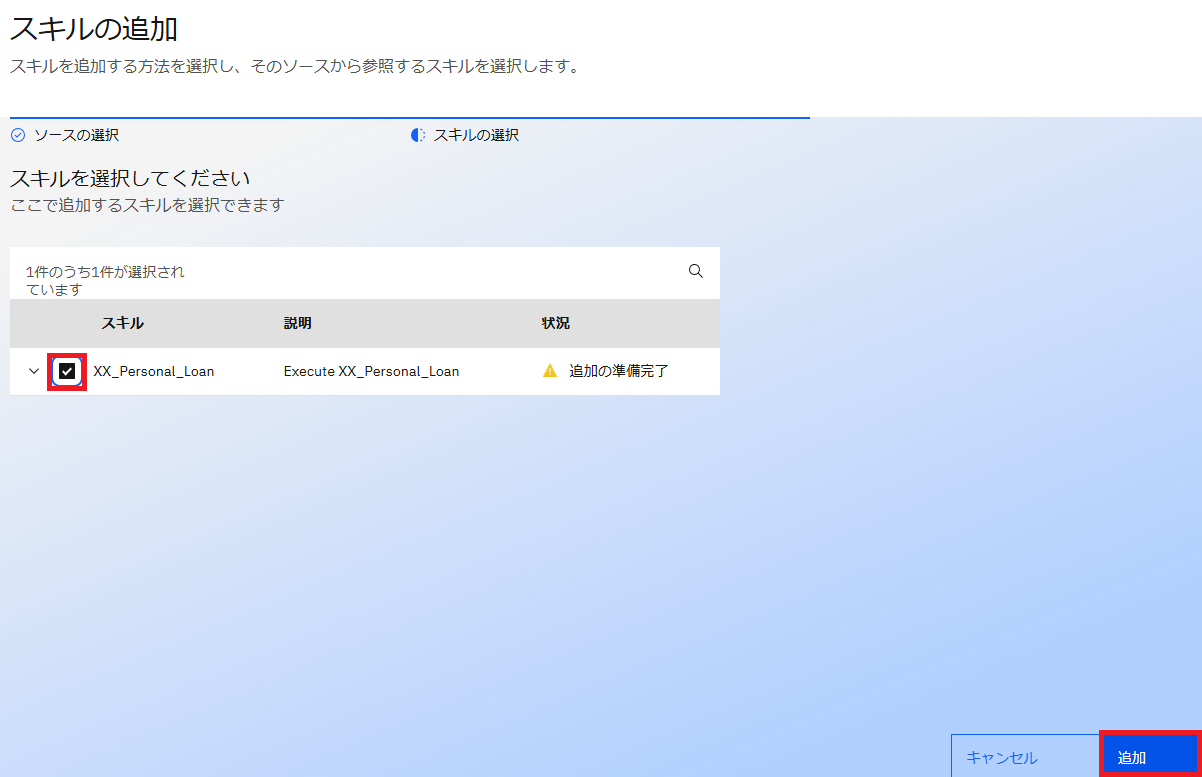 スキルの追加
スキルを追加する方法を選択し、そのソースから参照するスキルを選択します。
ソースの選択
スキルの選択
スキルを選択してください
ここで追加するスキルを選択できます
1件のうち1件が選択され
ています
スキル 説明 状況
XX_Personal_Loan Execute XX_Personal_Loan 追加の準備完了
キャンセル 追加